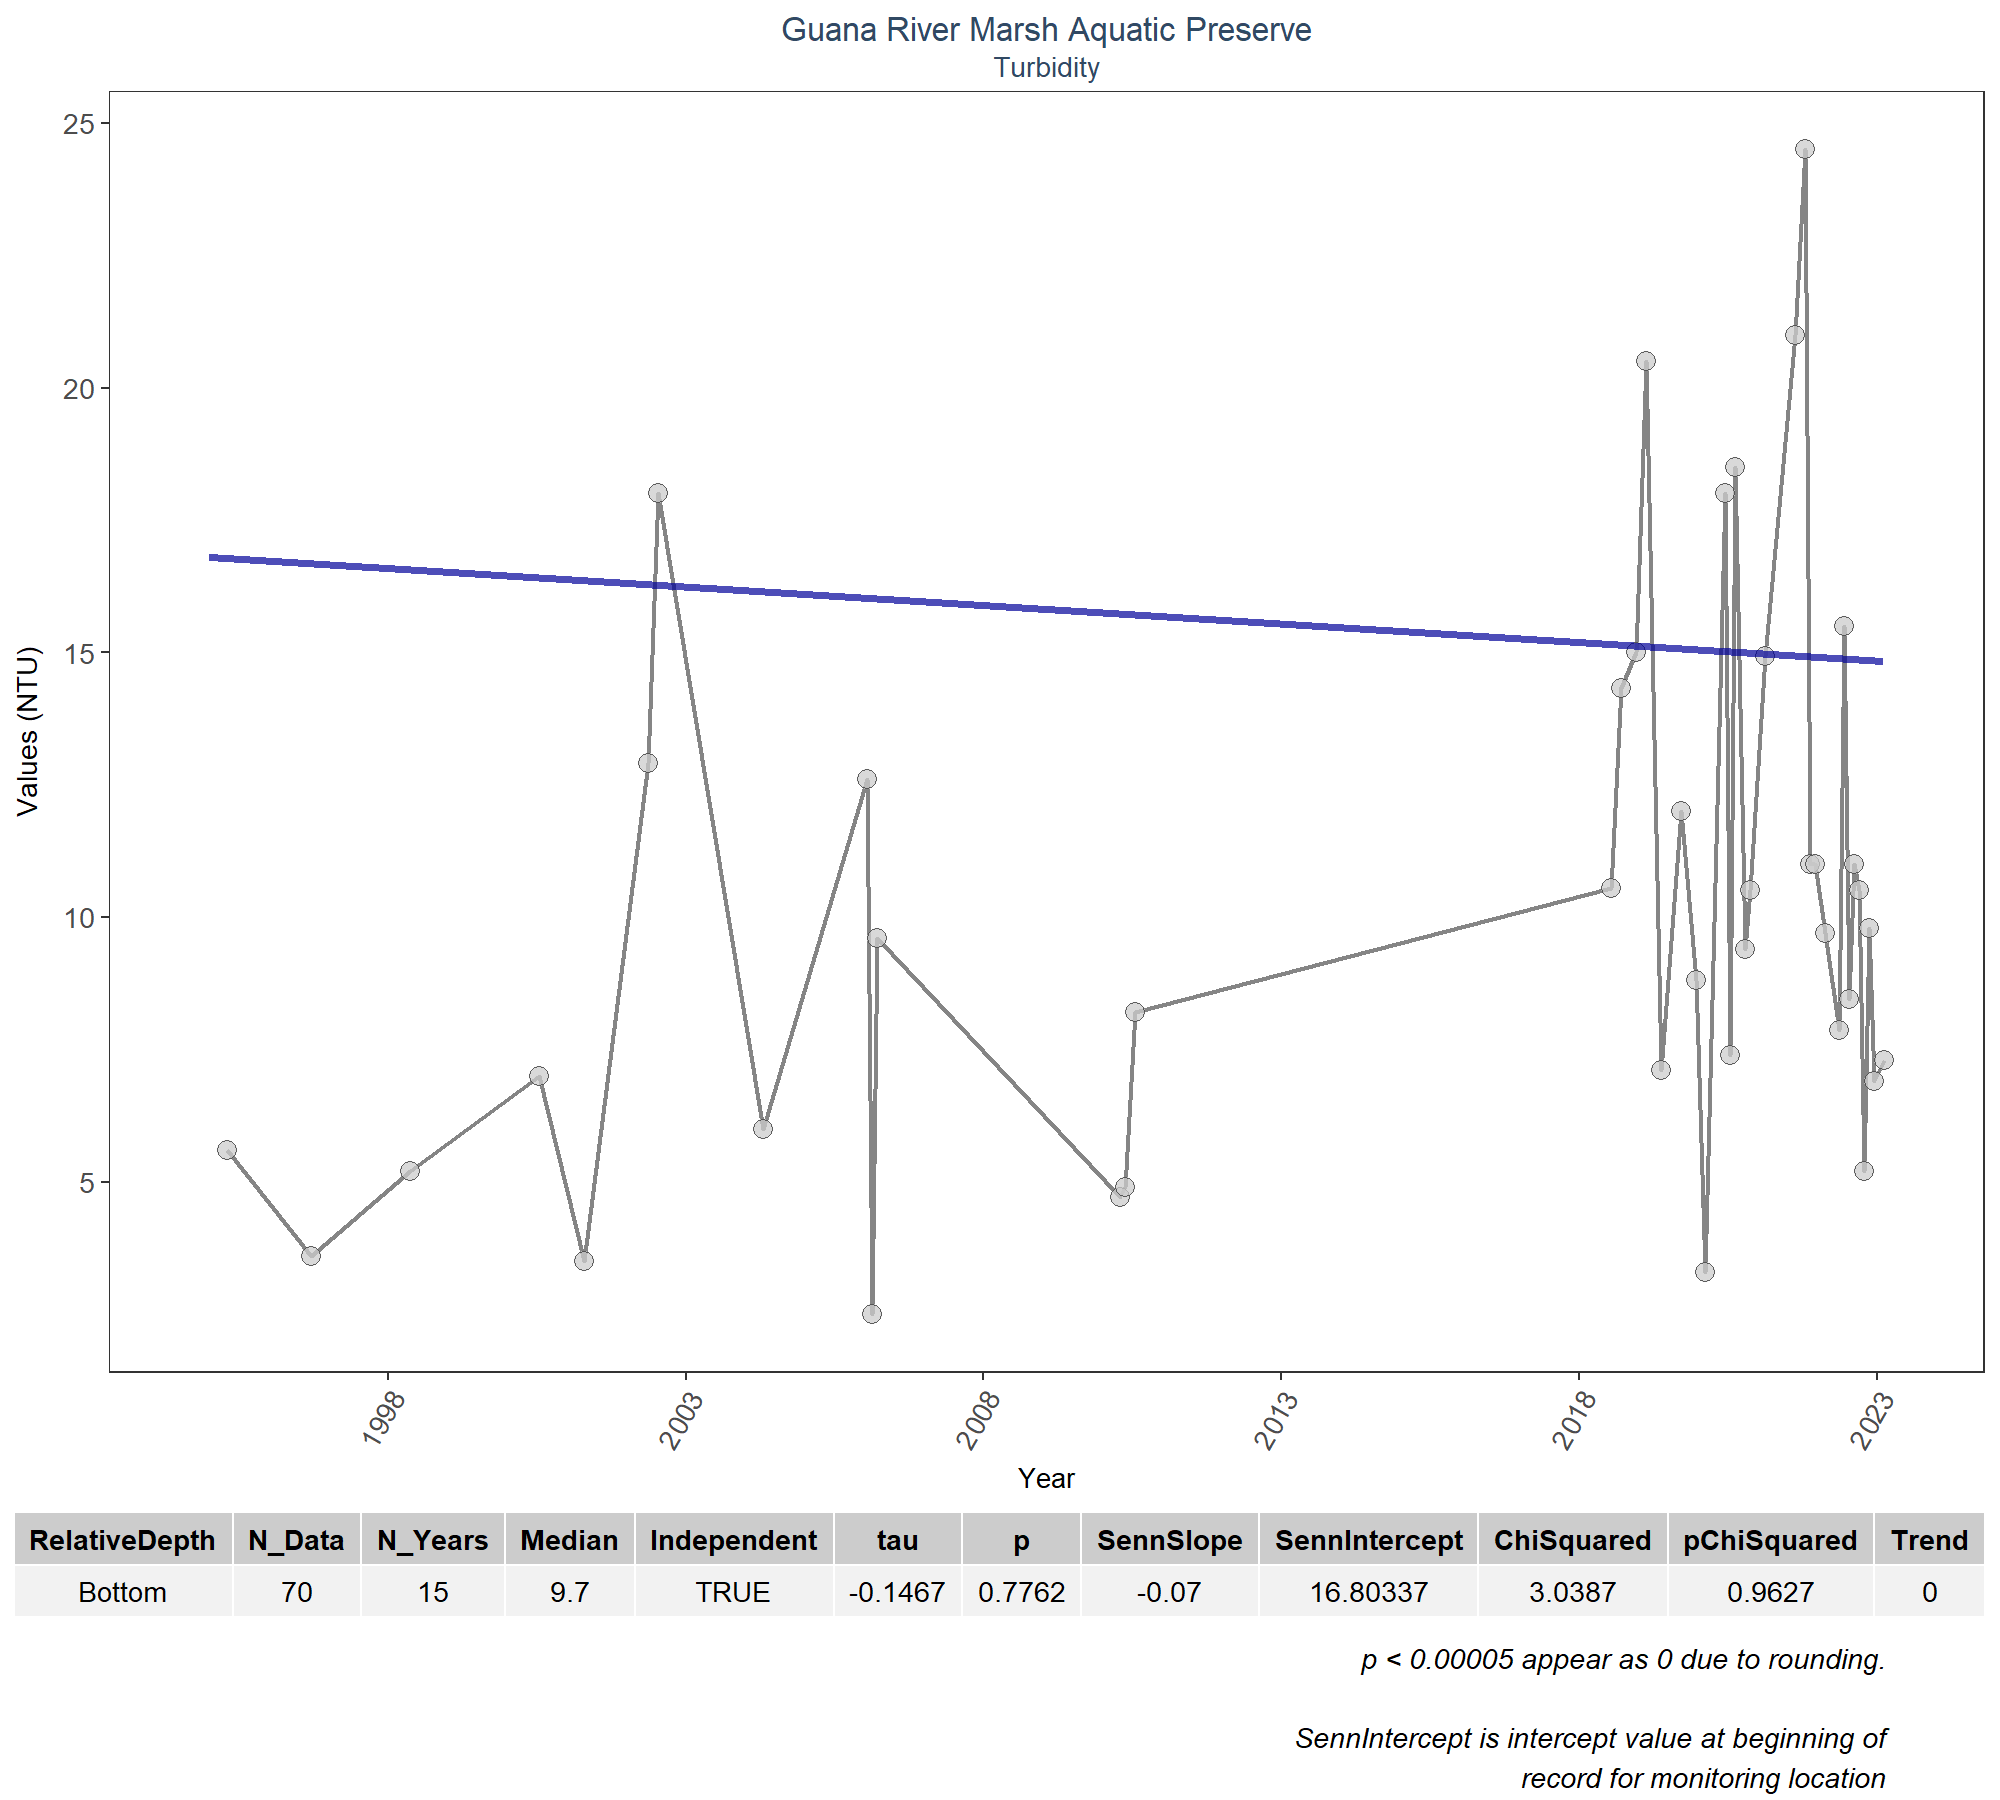 Guana River Marsh Aquatic Preserve
Turbidity
25
20
15
10
5
Values (NTU)
1998 2003 2008 2013 2018 2023
Year
RelativeDepth N_Data N_Years Median Independent tau p SennSlope SennIntercept ChiSquared pChiSquared Trend
Bottom 70 15 9.7 TRUE -0.1467 0.7762 -0.07 16.80337 3.0387 0.9627 0
p < 0.00005 appear as 0 due to rounding.
SennIntercept is intercept value at beginning of
record for monitoring location